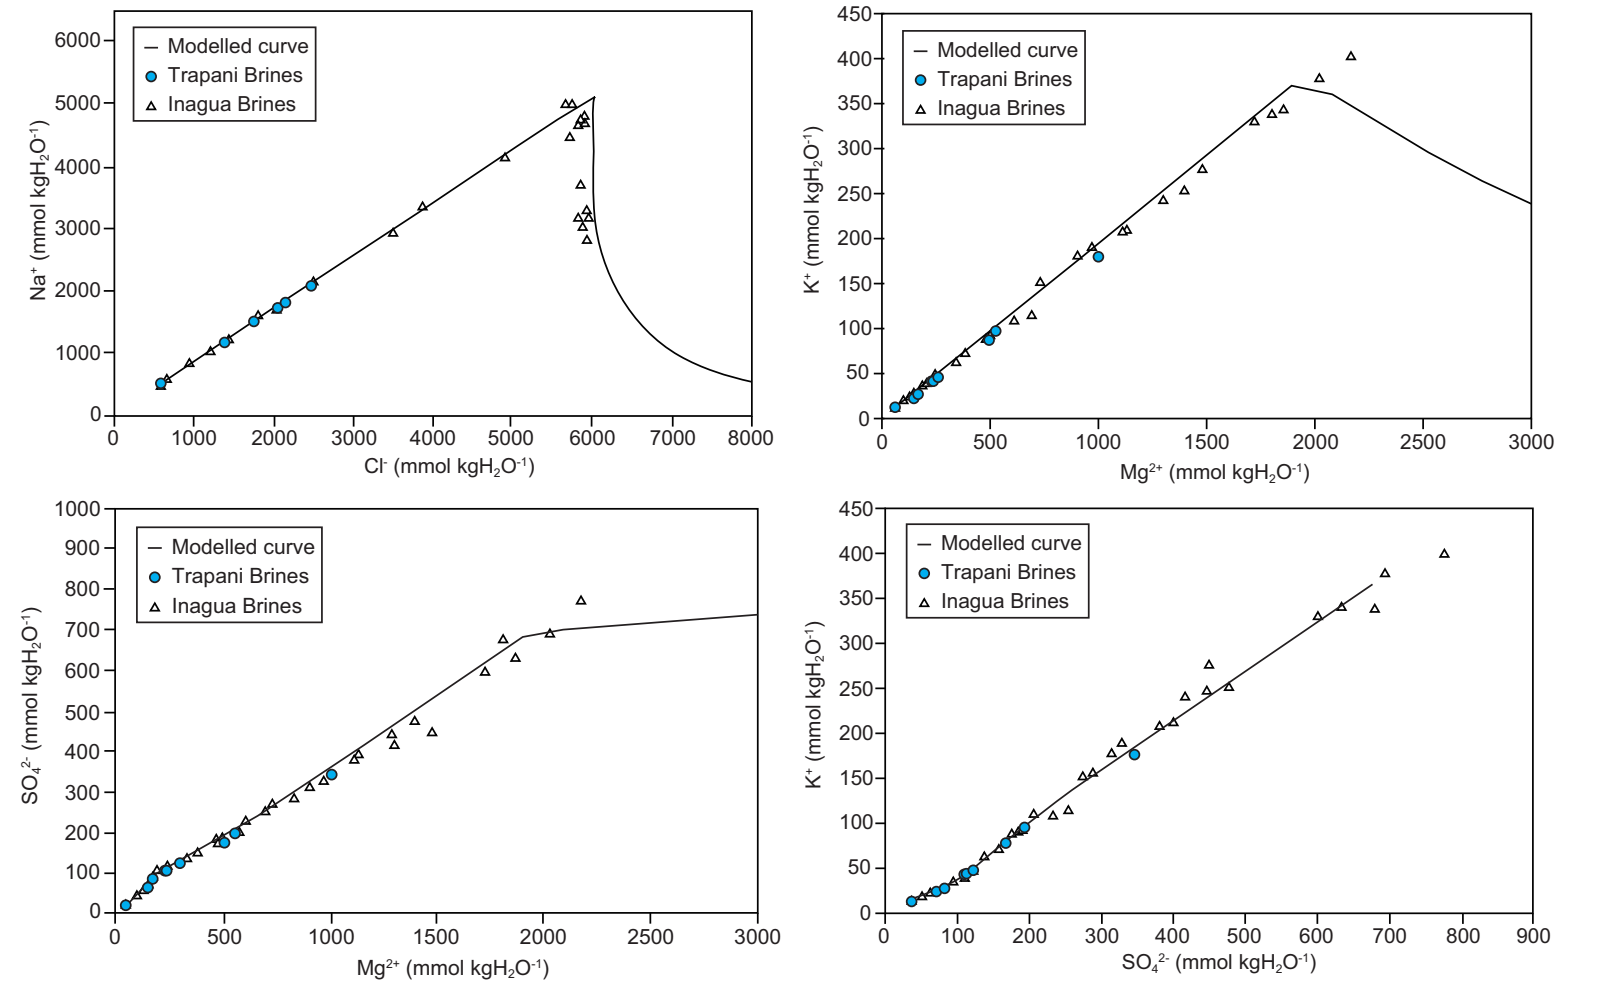 6000
5000
4000
3000
2000
1000
0
Na⁺ (mmol kgH₂O⁻¹)
Modelled curve
Trapani Brines
Inagua Brines
0 1000 2000 3000 4000 5000 6000 7000 8000
Cl⁻ (mmol kgH₂O⁻¹)
450
400
350
300
250
200
150
100
50
0
K⁺ (mmol kgH₂O⁻¹)
Modelled curve
Trapani Brines
Inagua Brines
0 500 1000 1500 2000 2500 3000
Mg²⁺ (mmol kgH₂O⁻¹)
1000
900
800
700
600
500
400
300
200
100
0
SO₄²⁻ (mmol kgH₂O⁻¹)
Modelled curve
Trapani Brines
Inagua Brines
0 500 1000 1500 2000 2500 3000
Mg²⁺ (mmol kgH₂O⁻¹)
450
400
350
300
250
200
150
100
50
0
K⁺ (mmol kgH₂O⁻¹)
Modelled curve
Trapani Brines
Inagua Brines
0 100 200 300 400 500 600 700 800 900
SO₄²⁻ (mmol kgH₂O⁻¹)